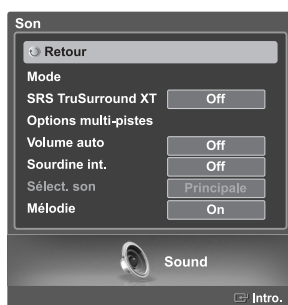 Son
Retour
Mode
SRS TruSurround XT Off
Options multi-pistes
Volume auto Off
Sourdine int. Off
Sélect. son Principale
Mélodie On
Sound
Intro.